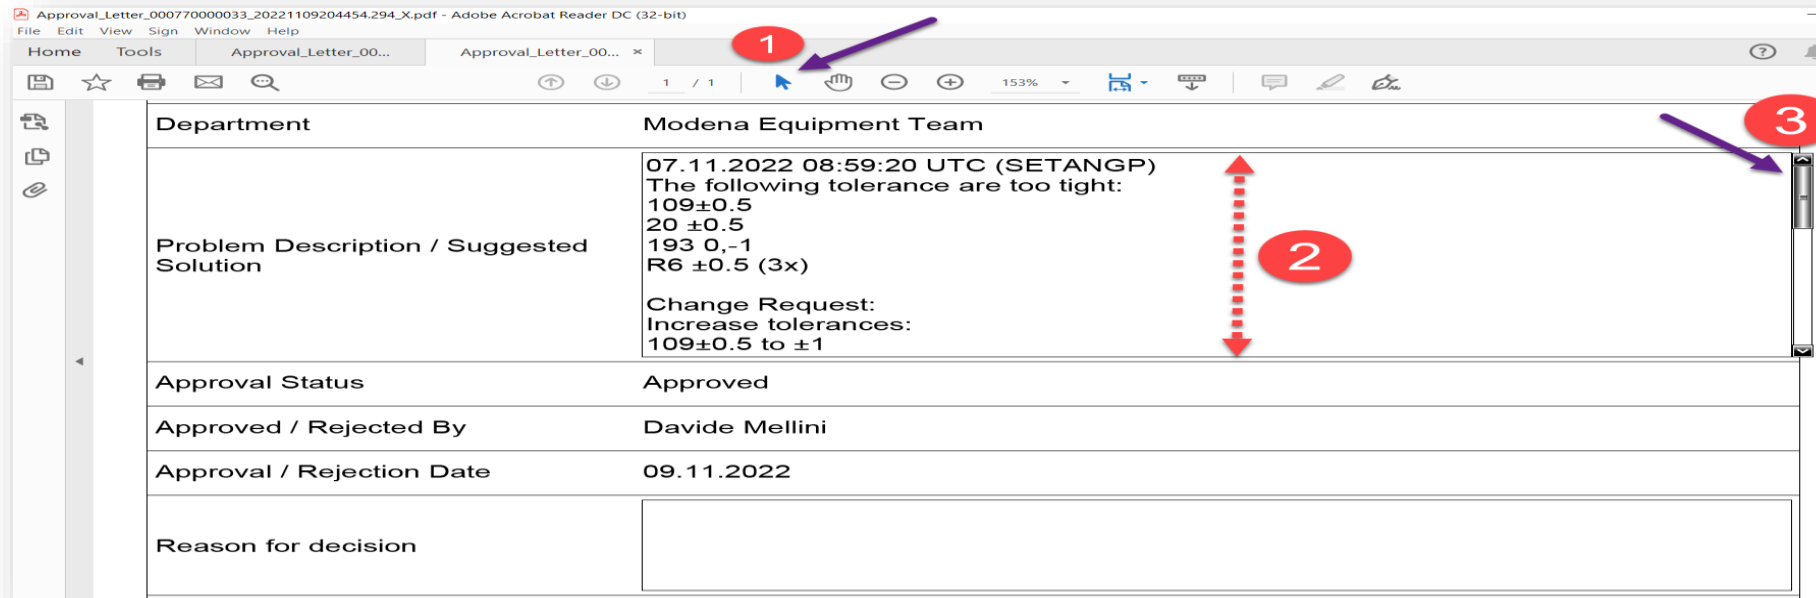 Approval_Letter_000770000033_20221109204454.294_X.pdf - Adobe Acrobat Reader DC (32-bit)
File Edit View Sign Window Help
Home Tools Approval_Letter_00... Approval_Letter_00... ×
1
1 / 1 153%
3
Department Modena Equipment Team
Problem Description / Suggested
Solution
07.11.2022 08:59:20 UTC (SETANGP)
The following tolerance are too tight:
109±0.5
20 ±0.5
193 0,-1
R6 ±0.5 (3x)
Change Request:
Increase tolerances:
109±0.5 to ±1
2
Approval Status Approved
Approved / Rejected By Davide Mellini
Approval / Rejection Date 09.11.2022
Reason for decision